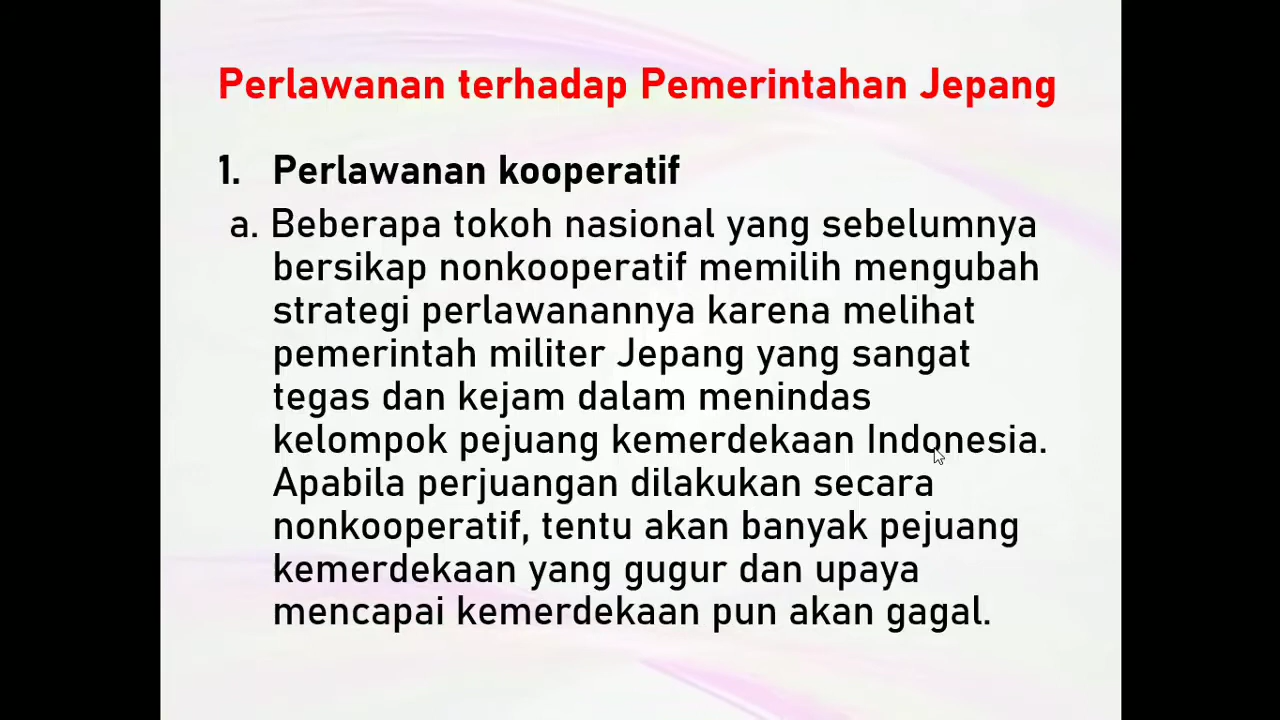 Perlawanan terhadap Pemerintahan Jepang
1. Perlawanan kooperatif
a. Beberapa tokoh nasional yang sebelumnya
bersikap nonkooperatif memilih mengubah
strategi perlawanannya karena melihat
pemerintah militer Jepang yang sangat
tegas dan kejam dalam menindas
kelompok pejuang kemerdekaan Indonesia.
Apabila perjuangan dilakukan secara
nonkooperatif, tentu akan banyak pejuang
kemerdekaan yang gugur dan upaya
mencapai kemerdekaan pun akan gagal.